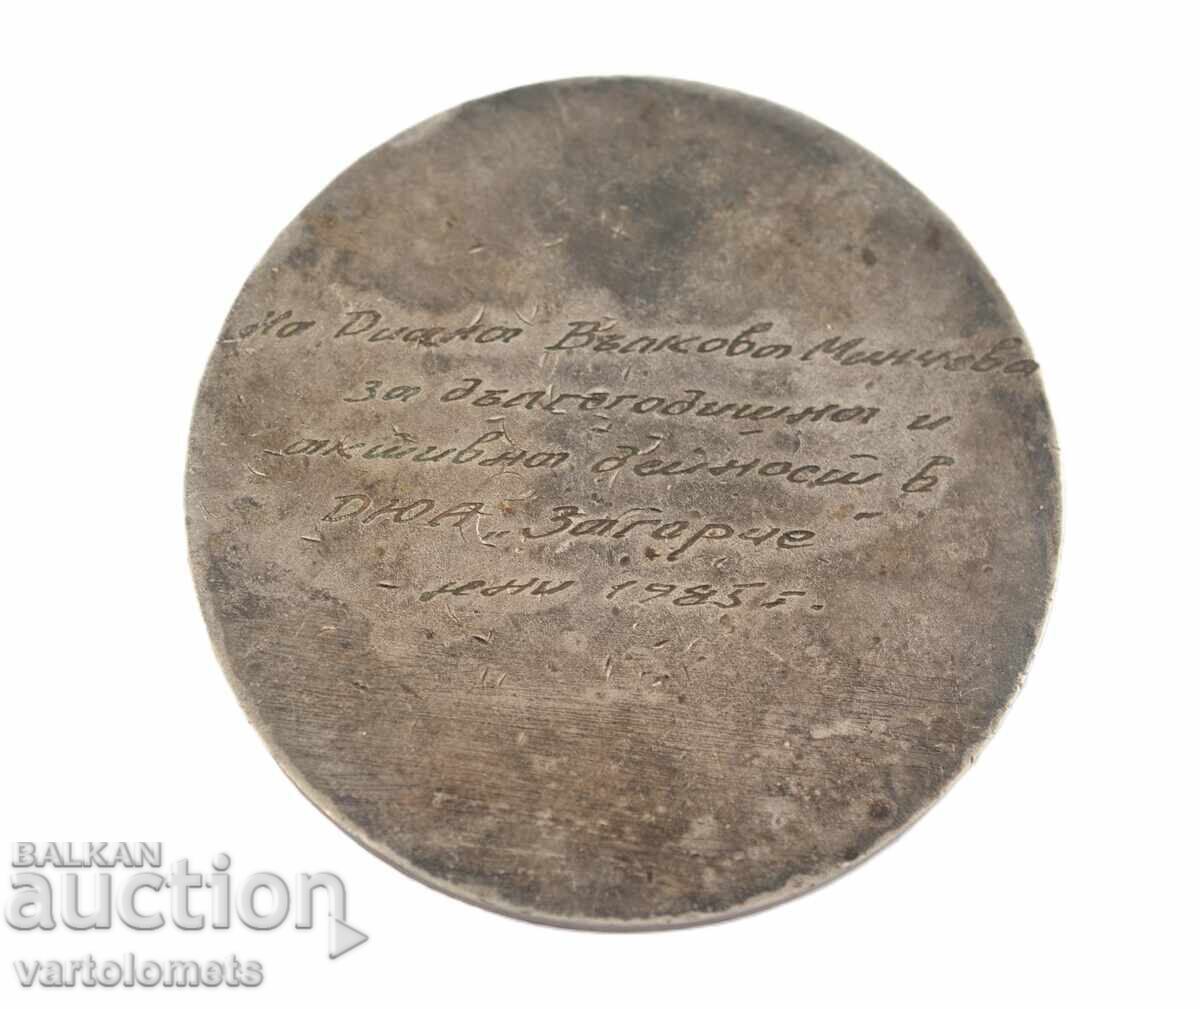 На Диана Вълкова Минчева
за дългогодишна и
активна дейност в
ДЮА „Загорче"
- юни 1985 г.
BALKAN
auction
vartolomets